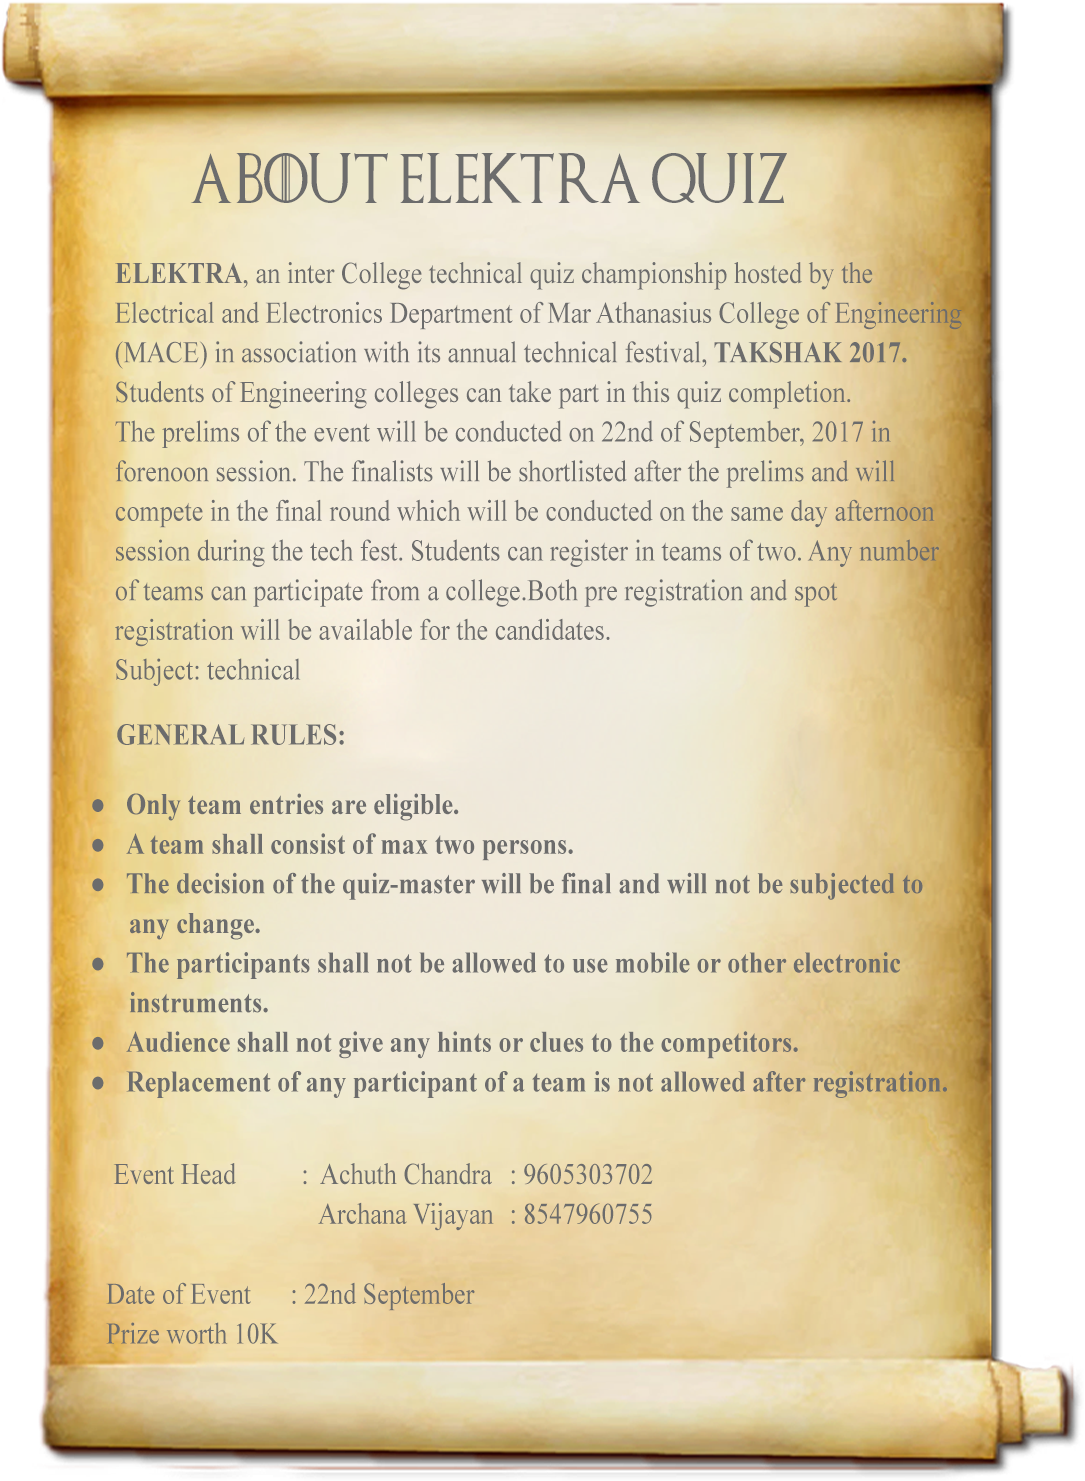 ABOUT ELEKTRA QUIZ
ELEKTRA, an inter College technical quiz championship hosted by the
Electrical and Electronics Department of Mar Athanasius College of Engineering
(MACE) in association with its annual technical festival, TAKSHAK 2017.
Students of Engineering colleges can take part in this quiz completion.
The prelims of the event will be conducted on 22nd of September, 2017 in
forenoon session. The finalists will be shortlisted after the prelims and will
compete in the final round which will be conducted on the same day afternoon
session during the tech fest. Students can register in teams of two. Any number
of teams can participate from a college.Both pre registration and spot
registration will be available for the candidates.
Subject: technical
GENERAL RULES:
● Only team entries are eligible.
● A team shall consist of max two persons.
● The decision of the quiz-master will be final and will not be subjected to
any change.
● The participants shall not be allowed to use mobile or other electronic
instruments.
● Audience shall not give any hints or clues to the competitors.
● Replacement of any participant of a team is not allowed after registration.
Event Head : Achuth Chandra : 9605303702
Archana Vijayan : 8547960755
Date of Event : 22nd September
Prize worth 10K